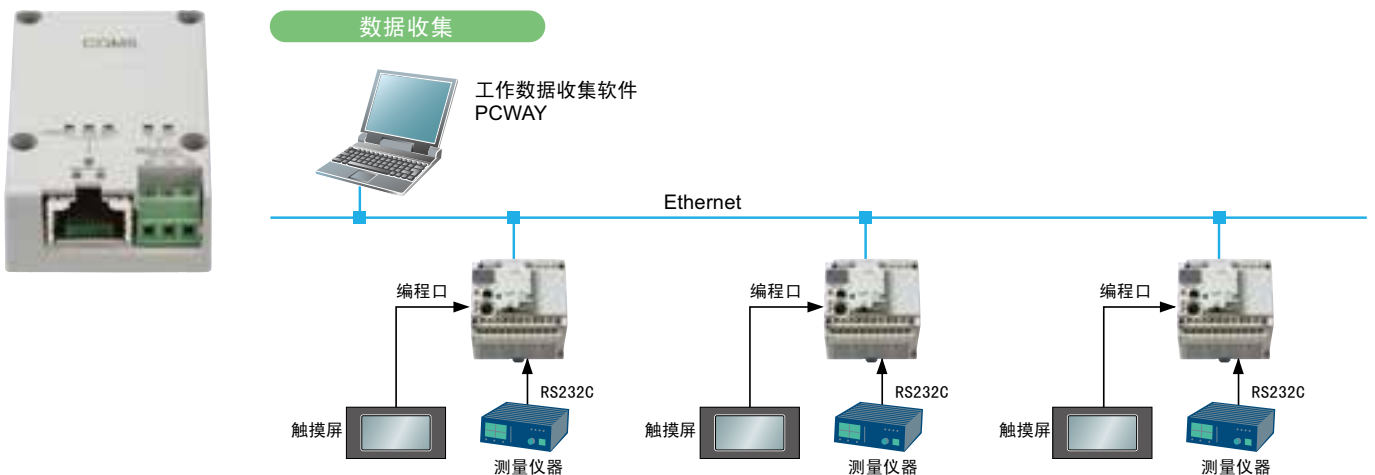 数据收集
工作数据收集软件
PCWAY
Ethernet
编程口
编程口
编程口
RS232C
RS232C
RS232C
触摸屏
触摸屏
触摸屏
测量仪器
测量仪器
测量仪器